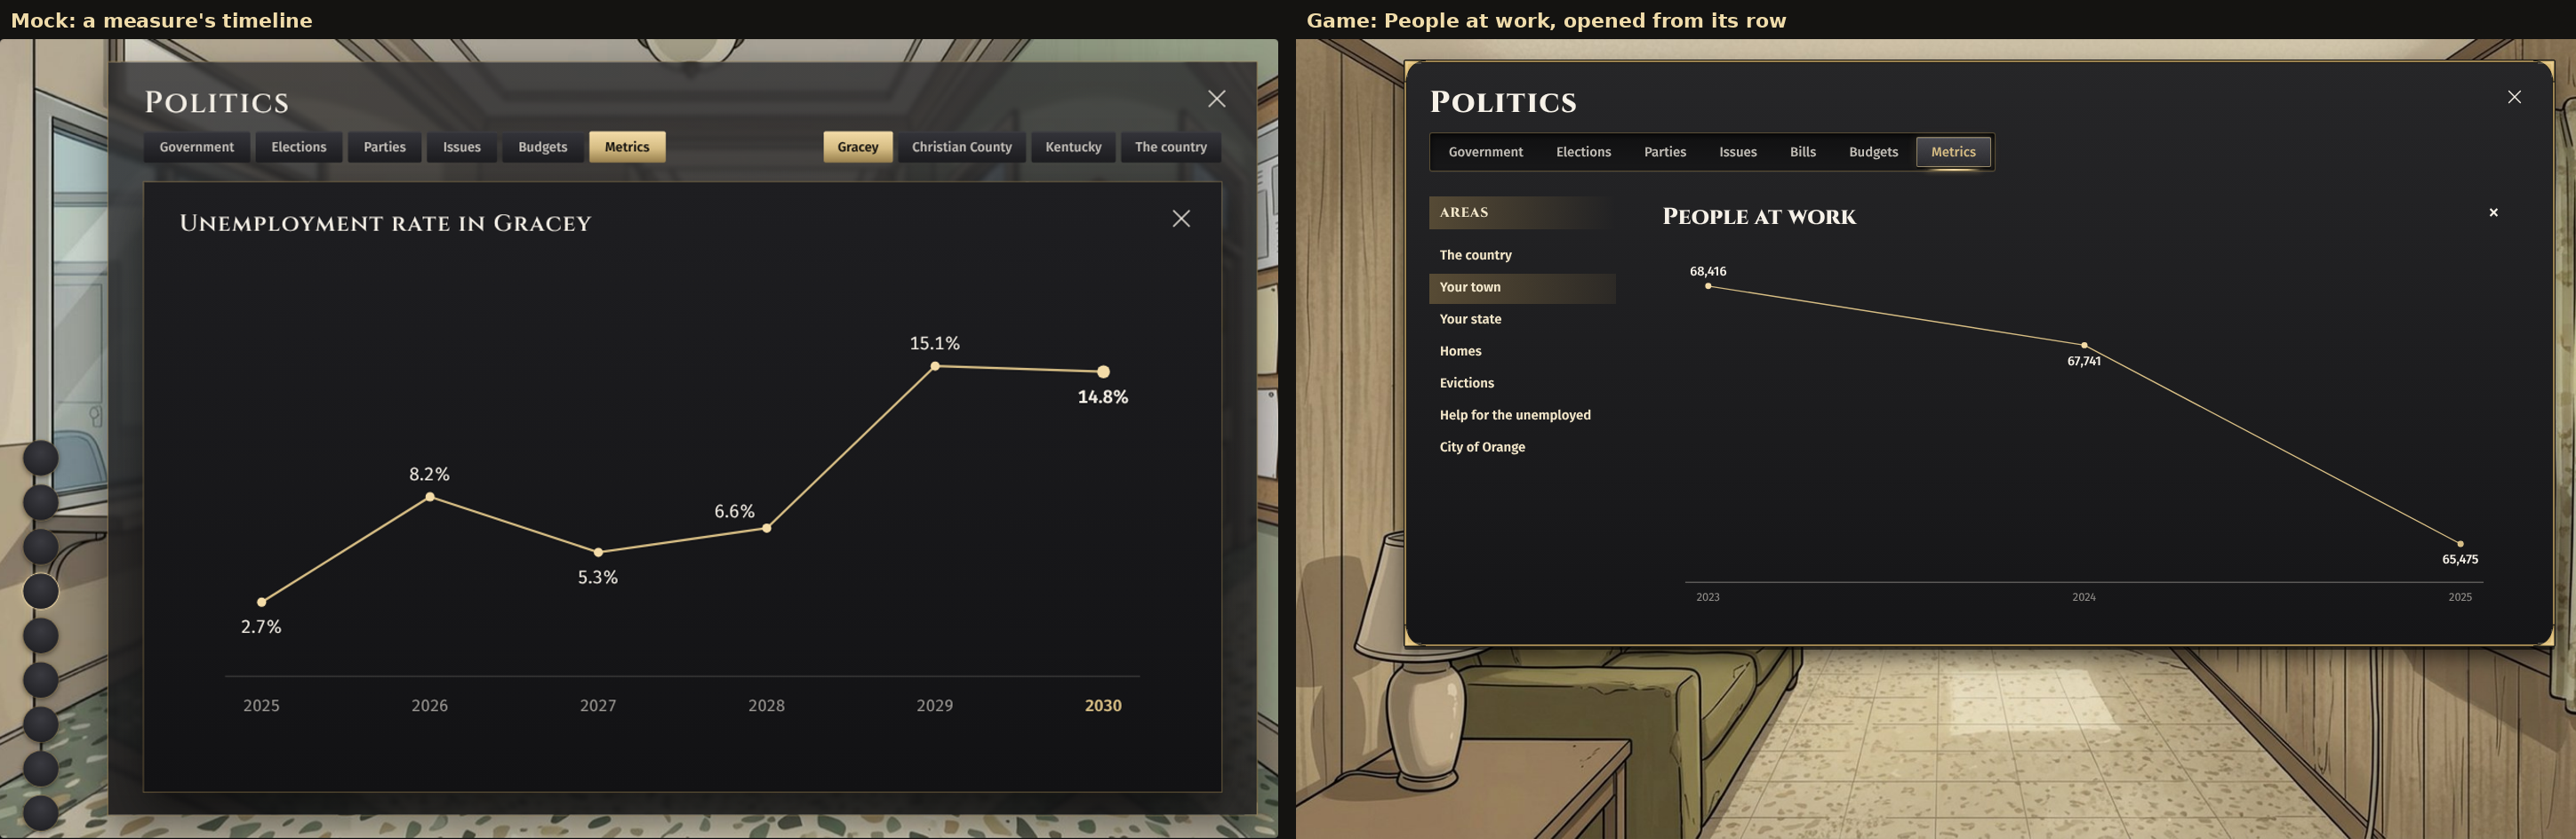 Mock: a measure's timeline
Politics
Government Elections Parties Issues Budgets Metrics Gracey Christian County Kentucky The country
Unemployment rate in Gracey
15.1%
14.8%
8.2%
6.6%
5.3%
2.7%
2025 2026 2027 2028 2029 2030
Game: People at work, opened from its row
Politics
Government Elections Parties Issues Bills Budgets Metrics
AREAS
The country
Your town
Your state
Homes
Evictions
Help for the unemployed
City of Orange
People at work
68,416
67,741
65,475
2023 2024 2025